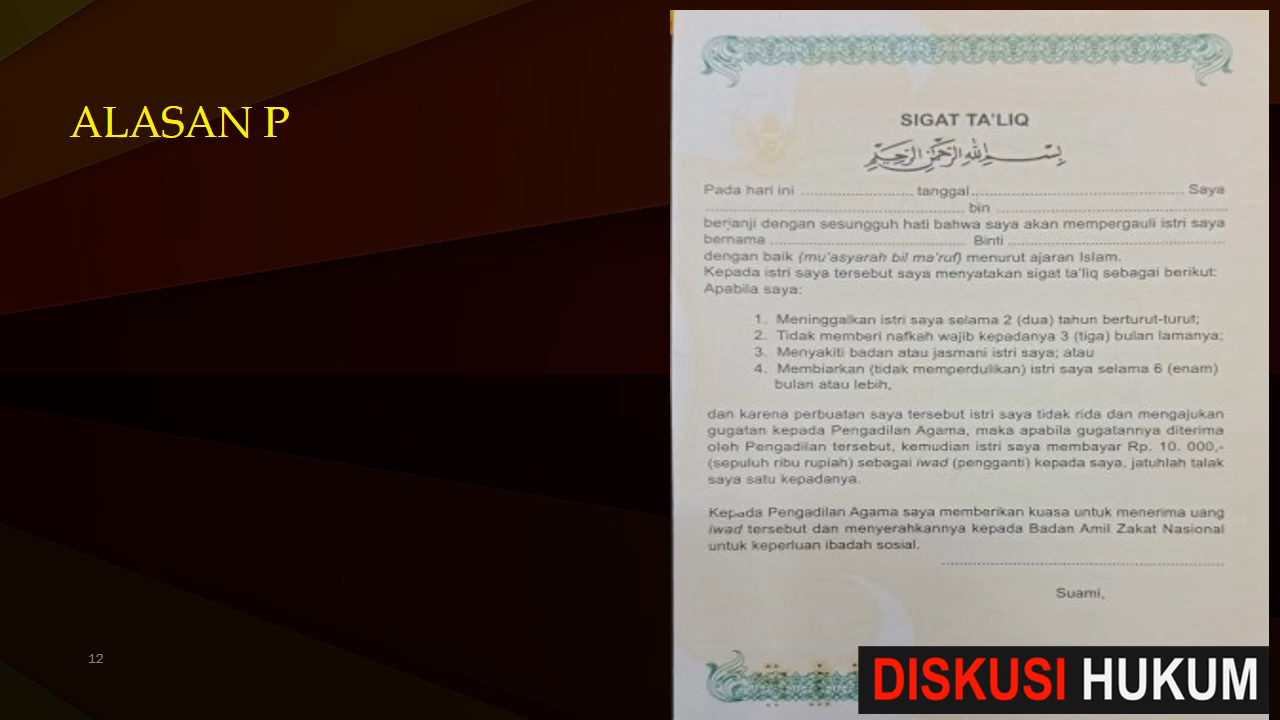 ALASAN P
SIGAT TA'LIQ
بِسْمِ اللهِ الرَّحْمٰنِ الرَّحِيْمِ
Pada hari ini ........................... tanggal.................................................... Saya
................................................................ bin .........................................................
berjanji dengan sesungguh hati bahwa saya akan mempergauli istri saya
bernama ................................................ Binti ......................................................
dengan baik (mu'asyarah bil ma'ruf) menurut ajaran Islam.
Kepada istri saya tersebut saya menyatakan sigat ta'liq sebagai berikut:
Apabila saya:
1. Meninggalkan istri saya selama 2 (dua) tahun berturut-turut;
2. Tidak memberi nafkah wajib kepadanya 3 (tiga) bulan lamanya;
3. Menyakiti badan atau jasmani istri saya; atau
4. Membiarkan (tidak memperdulikan) istri saya selama 6 (enam)
bulan atau lebih,
dan karena perbuatan saya tersebut istri saya tidak rida dan mengajukan
gugatan kepada Pengadilan Agama, maka apabila gugatannya diterima
oleh Pengadilan tersebut, kemudian istri saya membayar Rp. 10. 000,-
(sepuluh ribu rupiah) sebagai iwad (pengganti) kepada saya, jatuhlah talak
saya satu kepadanya.
Kepada Pengadilan Agama saya memberikan kuasa untuk menerima uang
iwad tersebut dan menyerahkannya kepada Badan Amil Zakat Nasional
untuk keperluan ibadah sosial.
......................................................................
Suami,
12
DISKUSI HUKUM